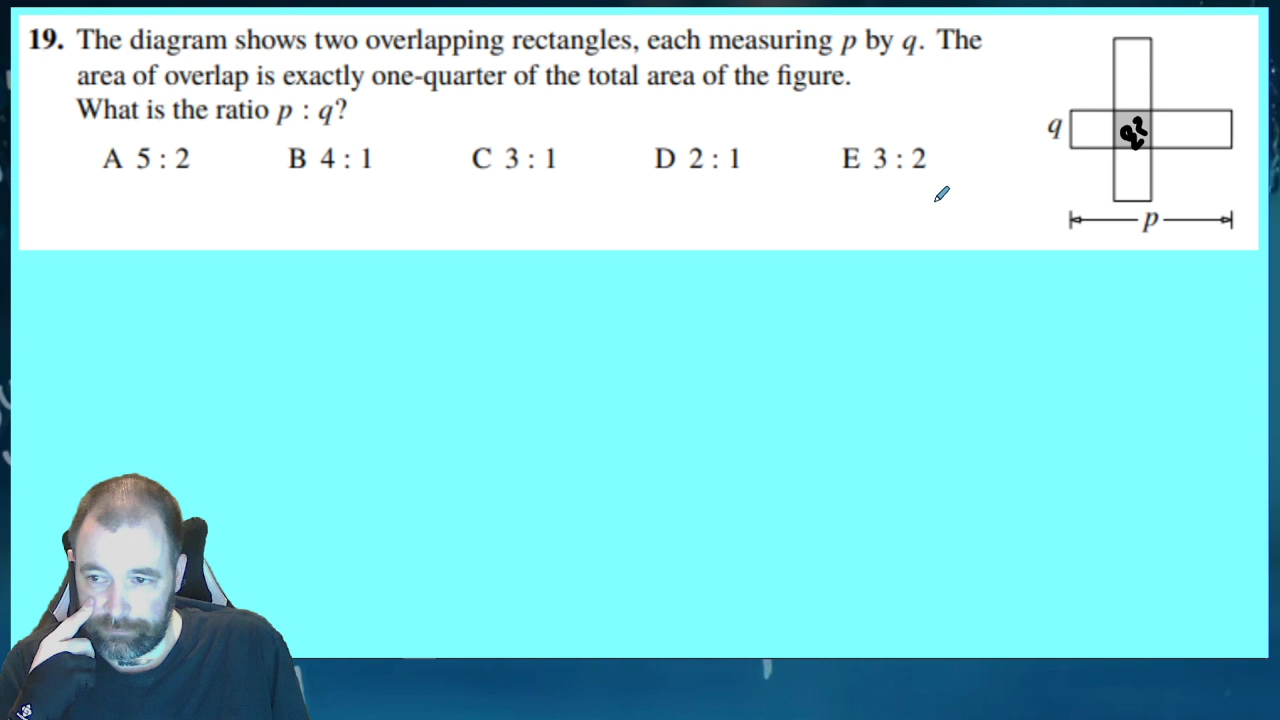 19. The diagram shows two overlapping rectangles, each measuring p by q. The
area of overlap is exactly one-quarter of the total area of the figure.
What is the ratio p : q?
A 5 : 2 B 4 : 1 C 3 : 1 D 2 : 1 E 3 : 2
q
q²
p